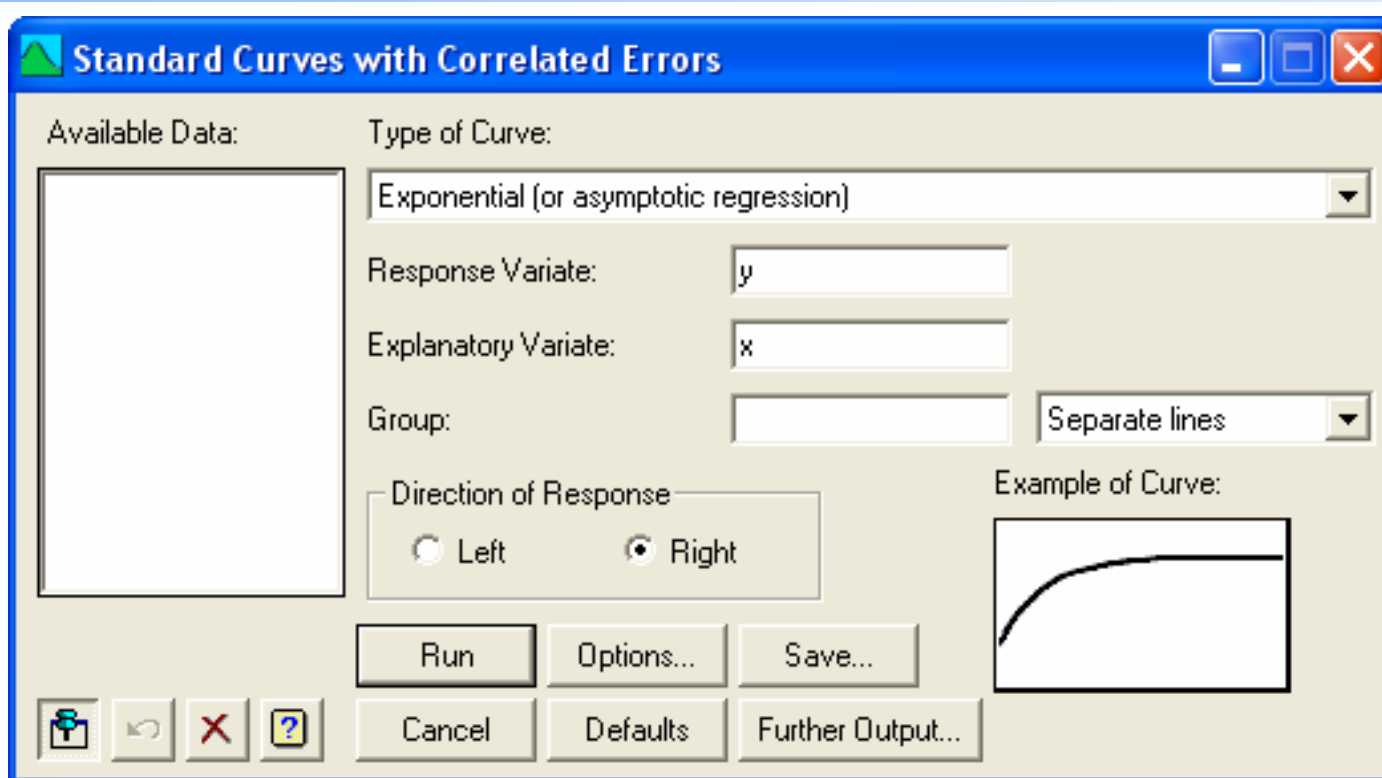 Standard Curves with Correlated Errors
Available Data:
Type of Curve:
Exponential (or asymptotic regression)
Response Variate:
y
Explanatory Variate:
x
Group:
Separate lines
Direction of Response
Left
Right
Example of Curve:
Run
Options...
Save...
Cancel
Defaults
Further Output...
?